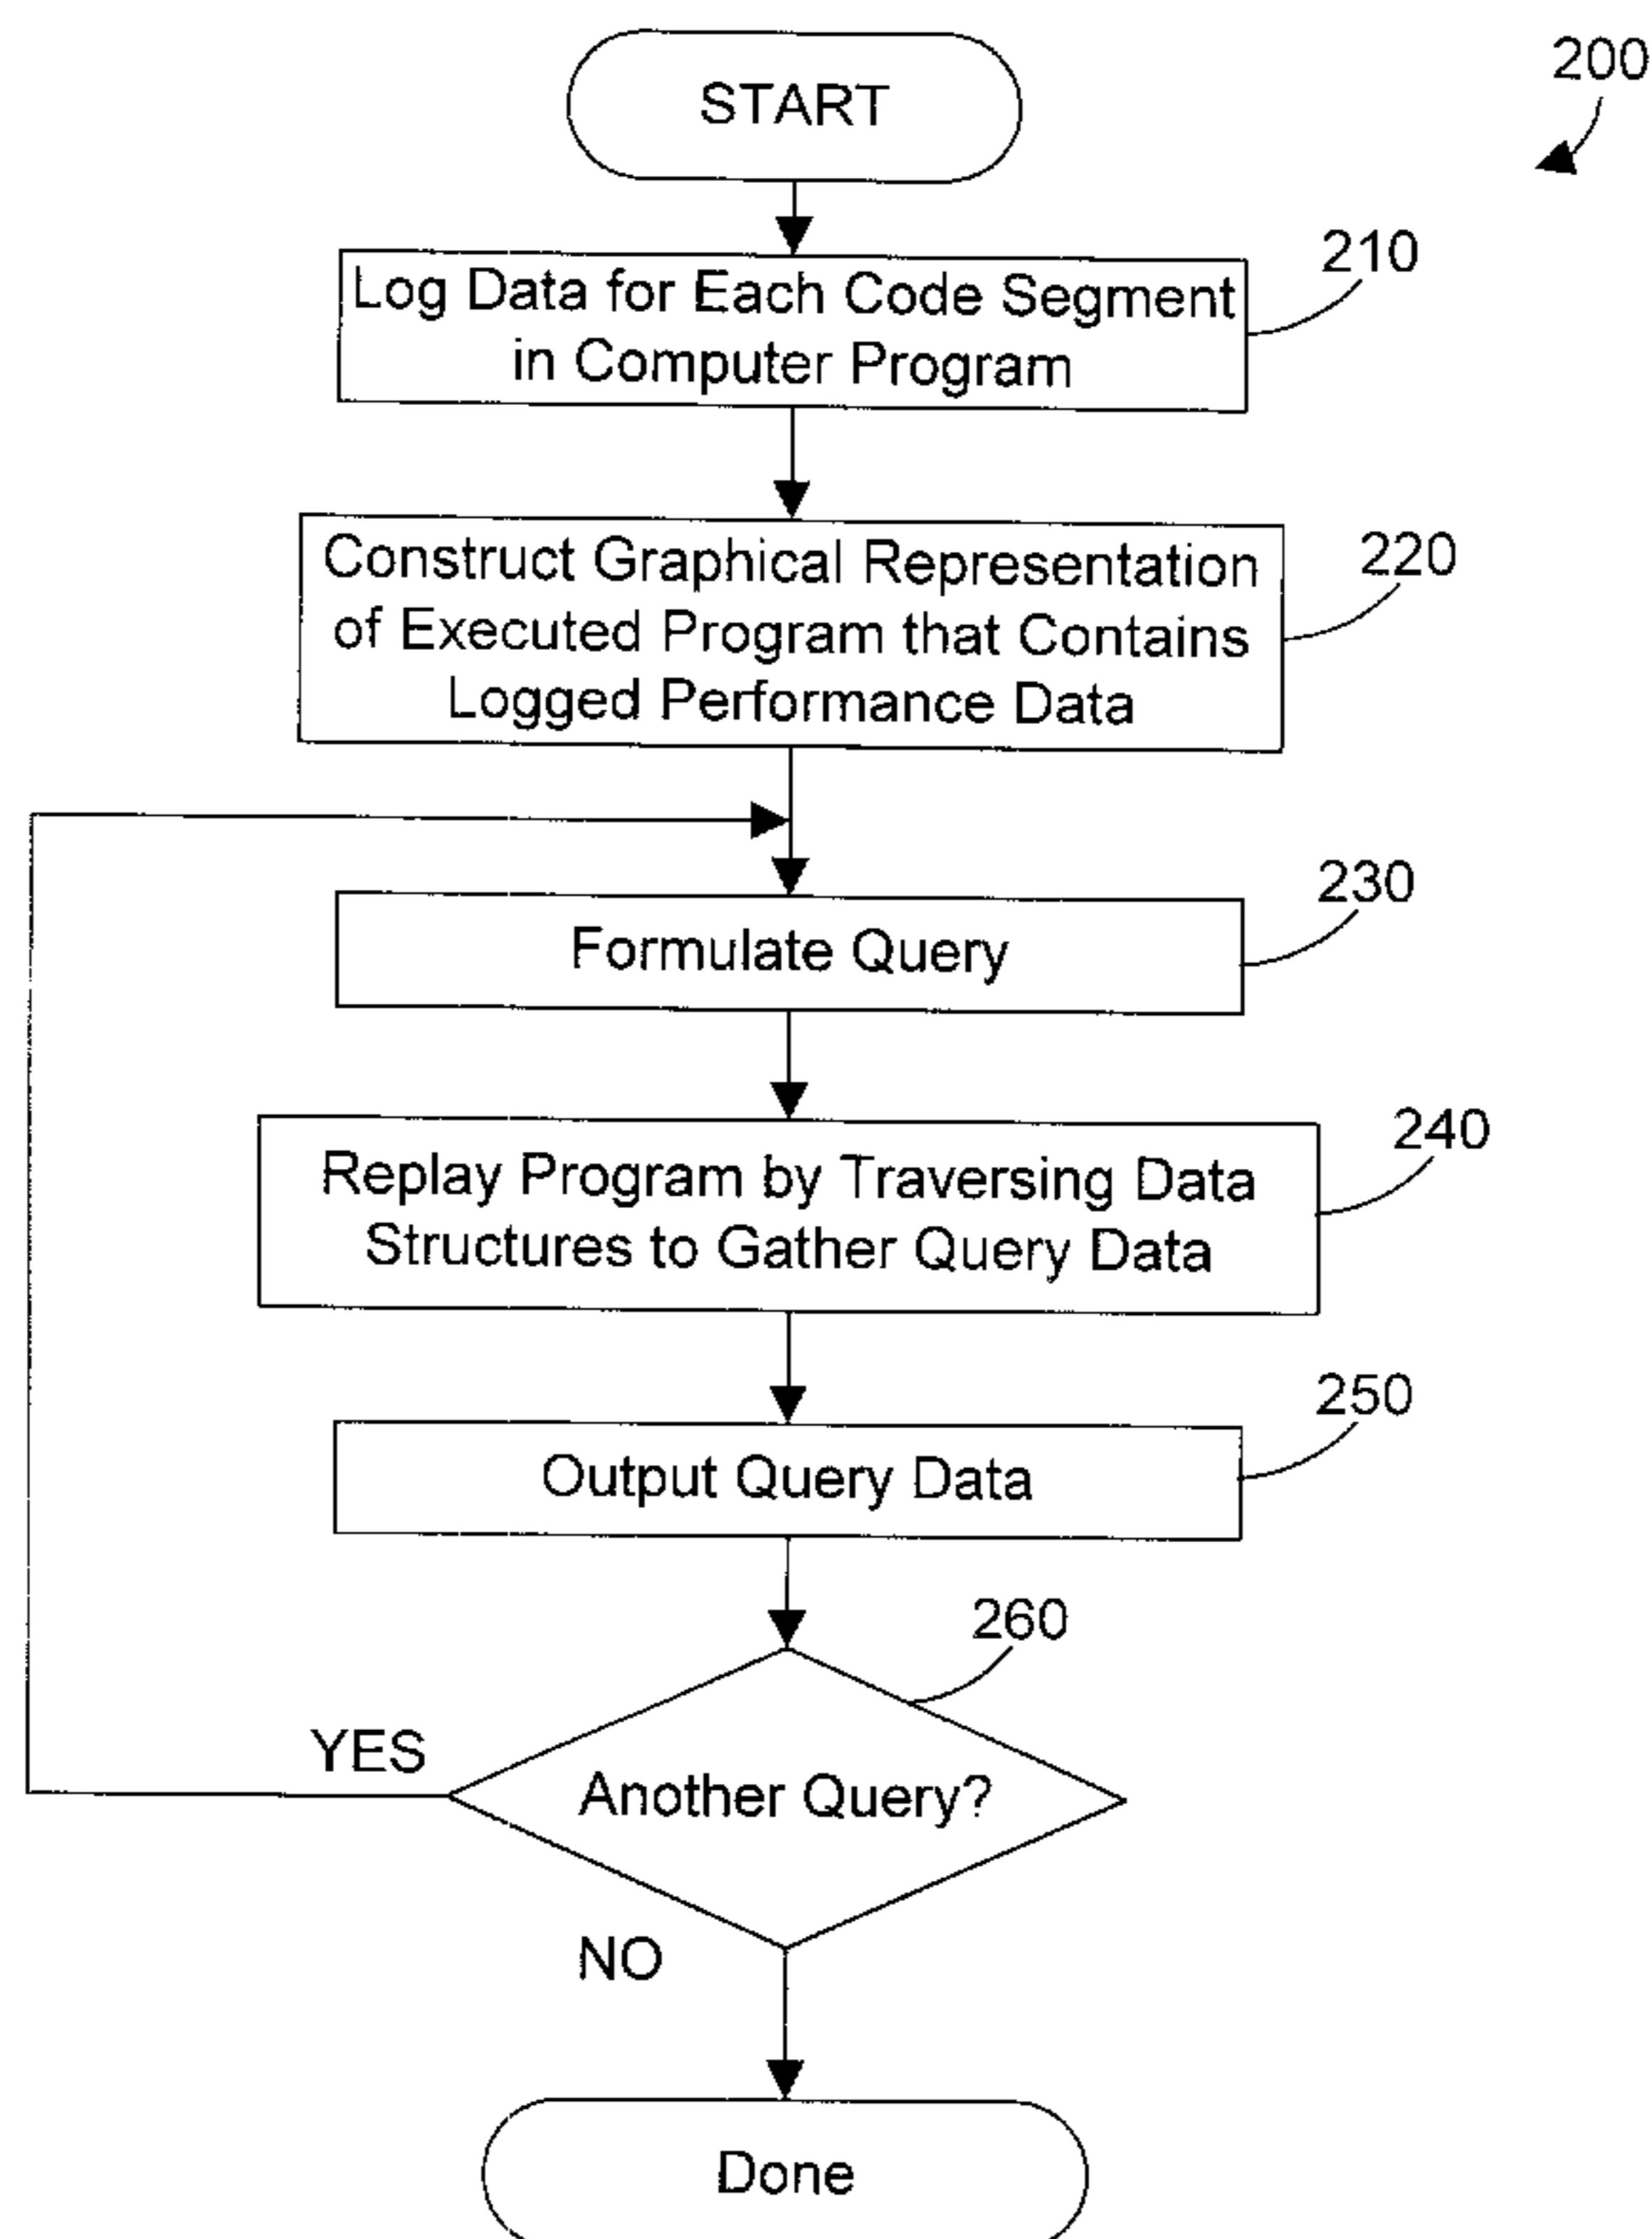 START
200
210
Log Data for Each Code Segment
in Computer Program
220
Construct Graphical Representation
of Executed Program that Contains
Logged Performance Data
230
Formulate Query
240
Replay Program by Traversing Data
Structures to Gather Query Data
250
Output Query Data
260
YES
Another Query?
NO
Done